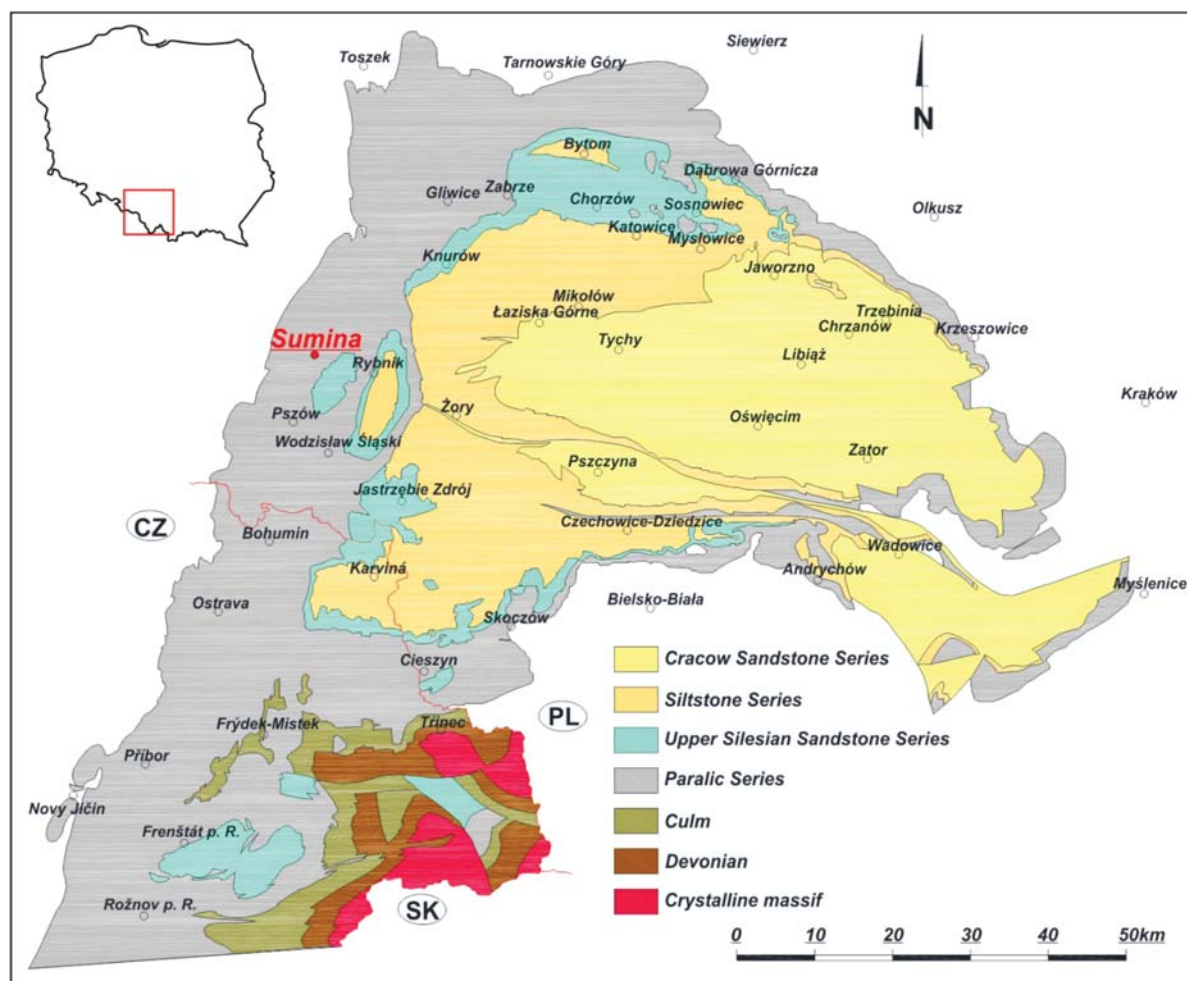 Siewierz
Toszek
Tarnowskie Góry
N
Bytom
Dąbrowa Górnicza
Gliwice
Zabrze
Chorzów
Sosnowiec
Olkusz
Katowice
Mysłowice
Knurów
Jaworzno
Mikołów
Łaziska Górne
Trzebinia
Chrzanów
Krzeszowice
Sumina
Tychy
Libiąż
Rybnik
Kraków
Żory
Pszów
Oświęcim
Wodzisław Śląski
Zator
Pszczyna
Jastrzębie Zdrój
CZ
Czechowice-Dziedzice
Bohumin
Wadowice
Karviná
Andrychów
Myślenice
Ostrava
Bielsko-Biała
Skoczów
Cieszyn
Cracow Sandstone Series
Siltstone Series
PL
Frýdek-Mistek
Třinec
Upper Silesian Sandstone Series
Příbor
Paralic Series
Novy Jičin
Culm
Frenštát p. R.
Devonian
Crystalline massif
Rožnov p. R.
SK
0 10 20 30 40 50km